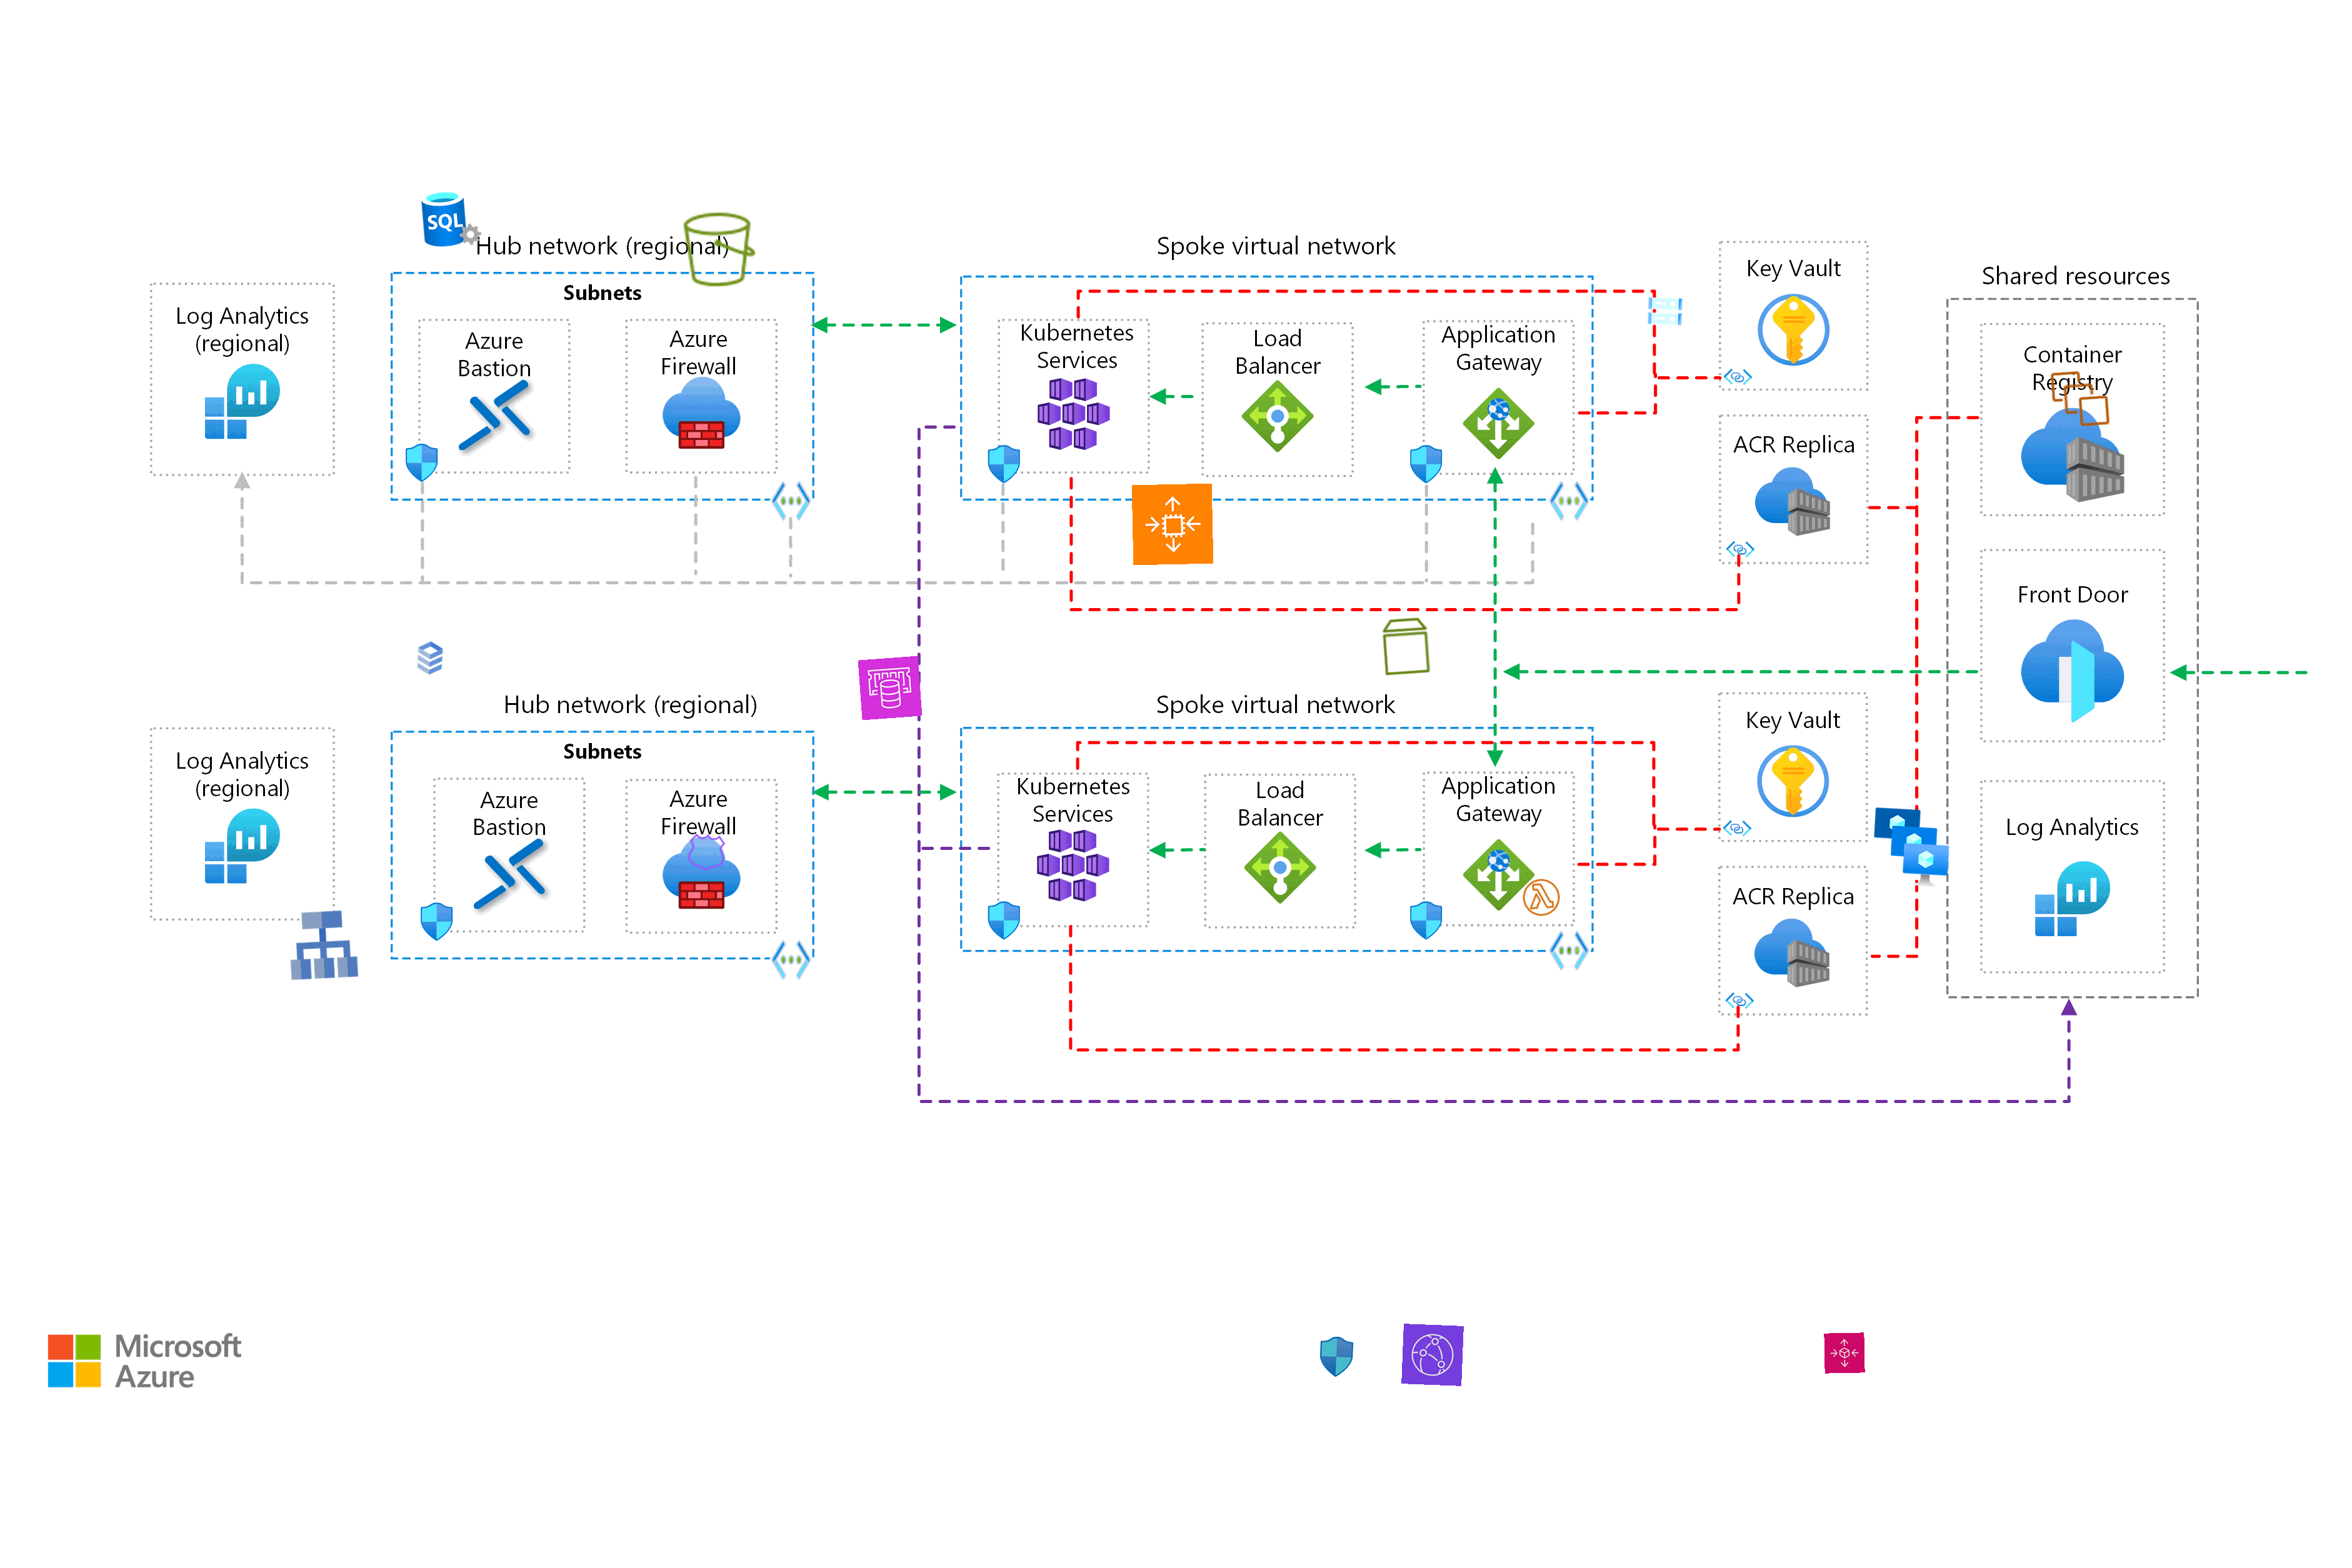 SQL
Hub network (regional)
Subnets
Log Analytics
(regional)
Azure
Bastion
Azure
Firewall
Spoke virtual network
Kubernetes
Services
Load
Balancer
Application
Gateway
Key Vault
ACR Replica
Shared resources
Container
Registry
Front Door
Log Analytics
Hub network (regional)
Subnets
Log Analytics
(regional)
Azure
Bastion
Azure
Firewall
Spoke virtual network
Kubernetes
Services
Load
Balancer
Application
Gateway
Key Vault
ACR Replica
Microsoft
Azure